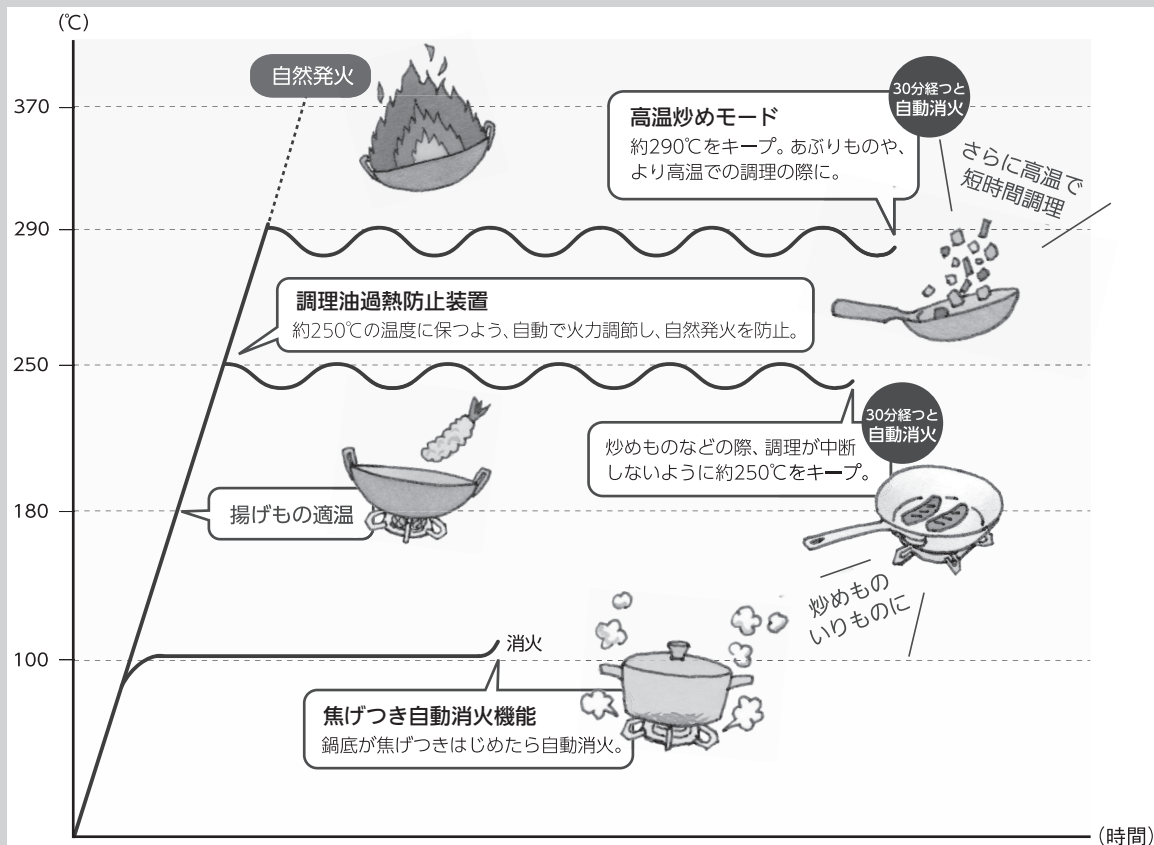 (℃)
自然発火
370
高温炒めモード
約290℃をキープ。あぶりものや、
より高温での調理の際に。
30分経つと
自動消火
さらに高温で
短時間調理
290
調理油過熱防止装置
約250℃の温度に保つよう、自動で火力調節し、自然発火を防止。
250
炒めものなどの際、調理が中断
しないように約250℃をキープ。
30分経つと
自動消火
180
揚げもの適温
炒めもの
いりものに
100
消火
焦げつき自動消火機能
鍋底が焦げつきはじめたら自動消火。
(時間)